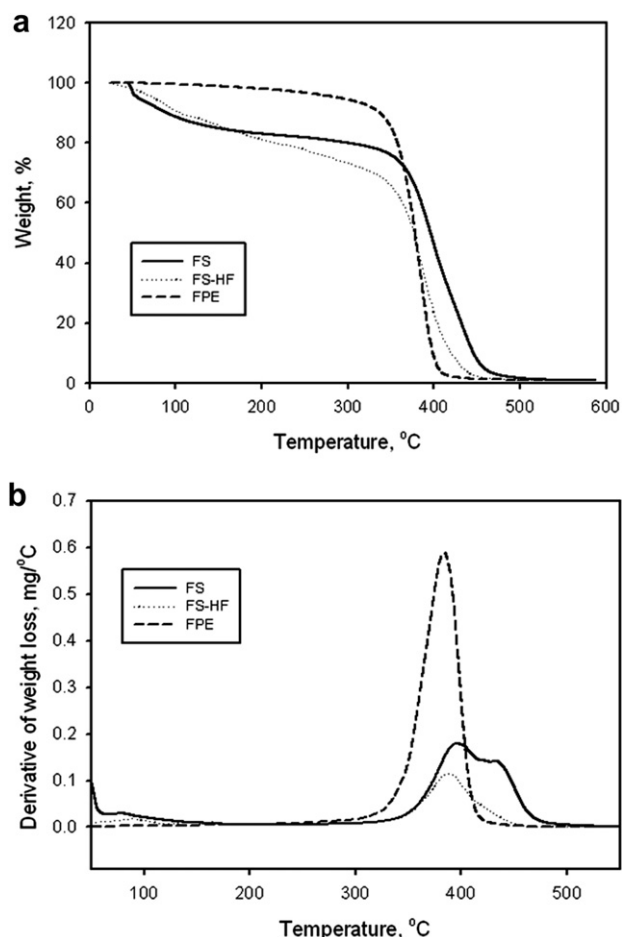 a
120
100
80
60
40
20
0
Weight, %
FS
FS-HF
FPE
0 100 200 300 400 500 600
Temperature, °C
b
0.7
0.6
0.5
0.4
0.3
0.2
0.1
0.0
Derivative of weight loss, mg/°C
FS
FS-HF
FPE
100 200 300 400 500
Temperature, °C